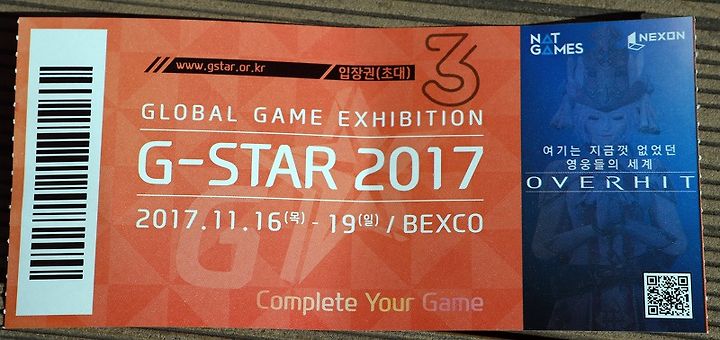 www.gstar.or.kr
입장권(초대)
3
GLOBAL GAME EXHIBITION
G-STAR 2017
2017.11.16(목) - 19(일) / BEXCO
Complete Your Game
NAT GAMES
NEXON
여기는 지금껏 없었던
영웅들의 세계
OVERHIT